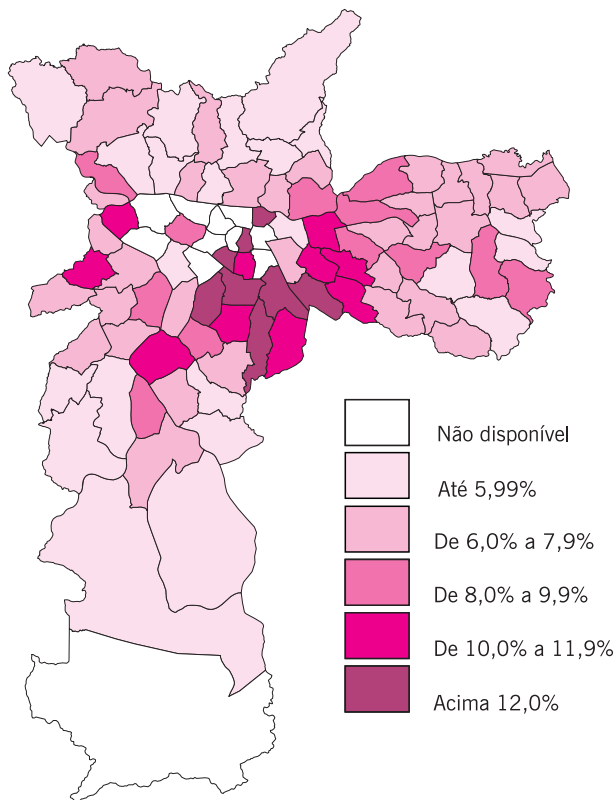 Não disponível
Até 5,99%
De 6,0% a 7,9%
De 8,0% a 9,9%
De 10,0% a 11,9%
Acima 12,0%